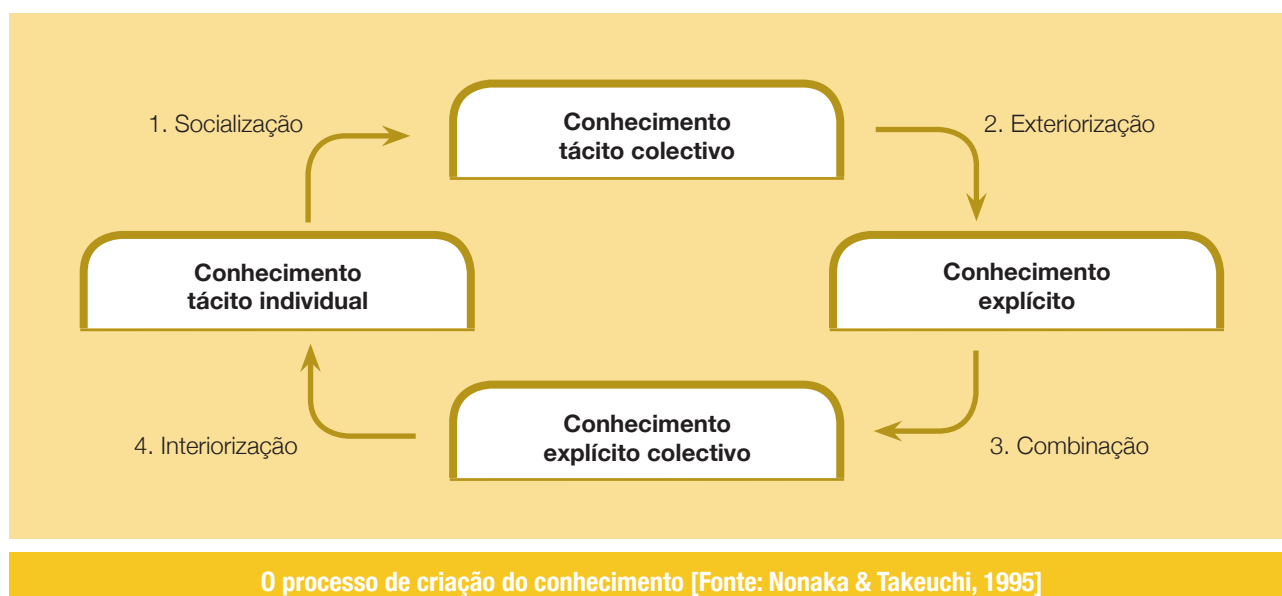 1. Socialização
Conhecimento
tácito colectivo
2. Exteriorização
Conhecimento
tácito individual
Conhecimento
explícito
4. Interiorização
Conhecimento
explícito colectivo
3. Combinação
O processo de criação do conhecimento [Fonte: Nonaka & Takeuchi, 1995]